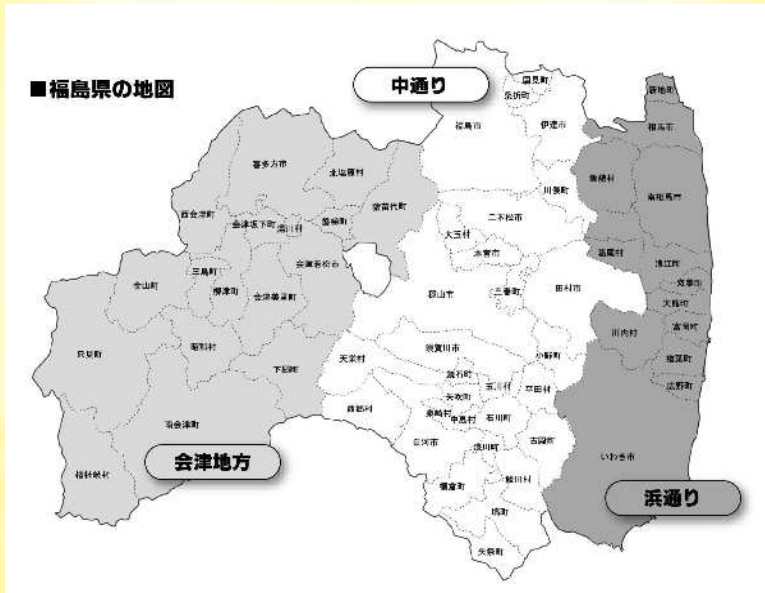 ■福島県の地図
中通り
会津地方
浜通り
国見町
桑折町
福島市
伊達市
川俣町
二本松市
大玉村
本宮市
郡山市
三春町
田村市
須賀川市
小野町
天栄村
鏡石町
玉川村
平田村
矢吹町
西郷村
泉崎村
中島村
石川町
白河市
浅川町
古殿町
棚倉町
鮫川村
塙町
矢祭町
喜多方市
北塩原村
猪苗代町
西会津町
会津坂下町
湯川村
磐梯町
会津若松市
三島町
金山町
柳津町
会津美里町
昭和村
只見町
下郷町
南会津町
檜枝岐村
新地町
相馬市
飯舘村
南相馬市
葛尾村
浪江町
双葉町
大熊町
富岡町
川内村
楢葉町
広野町
いわき市